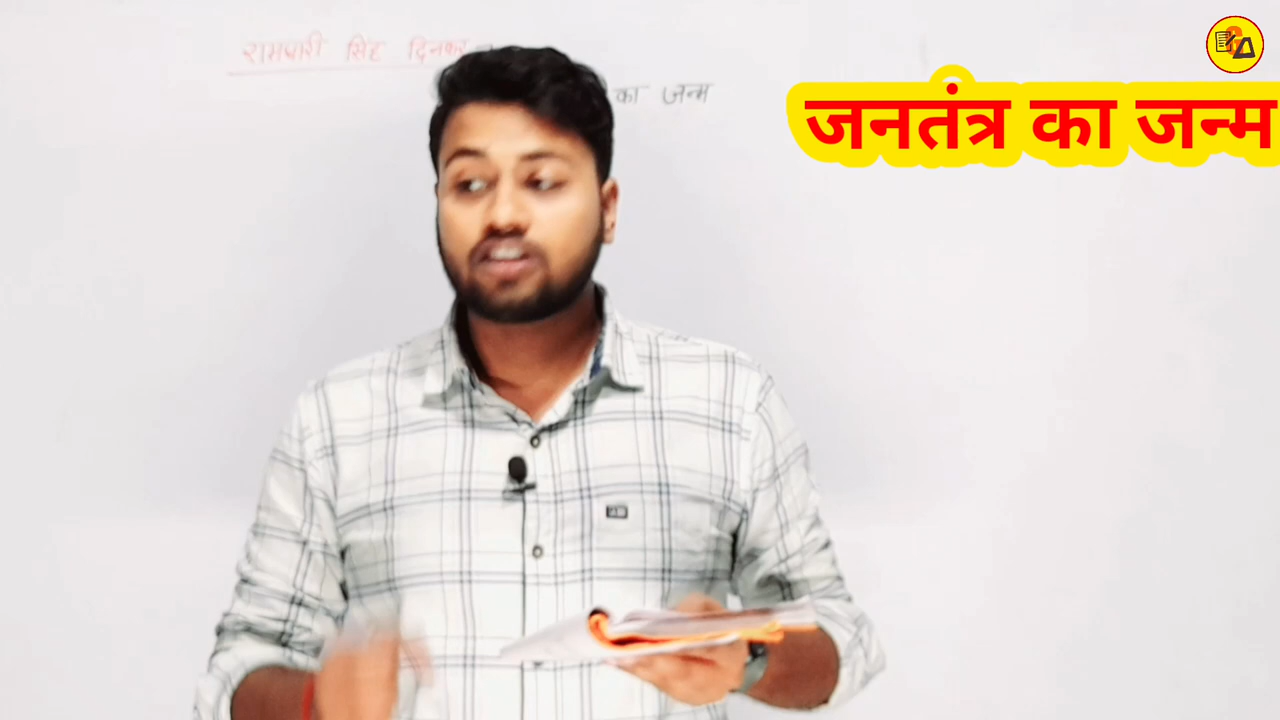 रामधारी सिंह दिनकर
का जन्म
जनतंत्र का जन्म